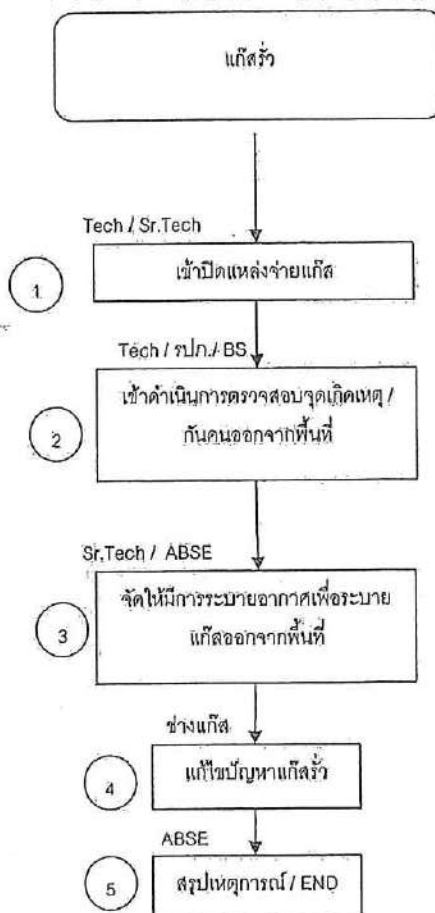 แก๊สรั่ว
Tech / Sr.Tech
1
เข้าปิดแหล่งจ่ายแก๊ส
Tech / รปภ./ BS
2
เข้าดำเนินการตรวจสอบจุดเกิดเหตุ /
กันคนออกจากพื้นที่
Sr.Tech / ABSE
3
จัดให้มีการระบายอากาศเพื่อระบาย
แก๊สออกจากพื้นที่
ช่างแก๊ส
4
แก้ไขปัญหาแก๊สรั่ว
ABSE
5
สรุปเหตุการณ์ / END